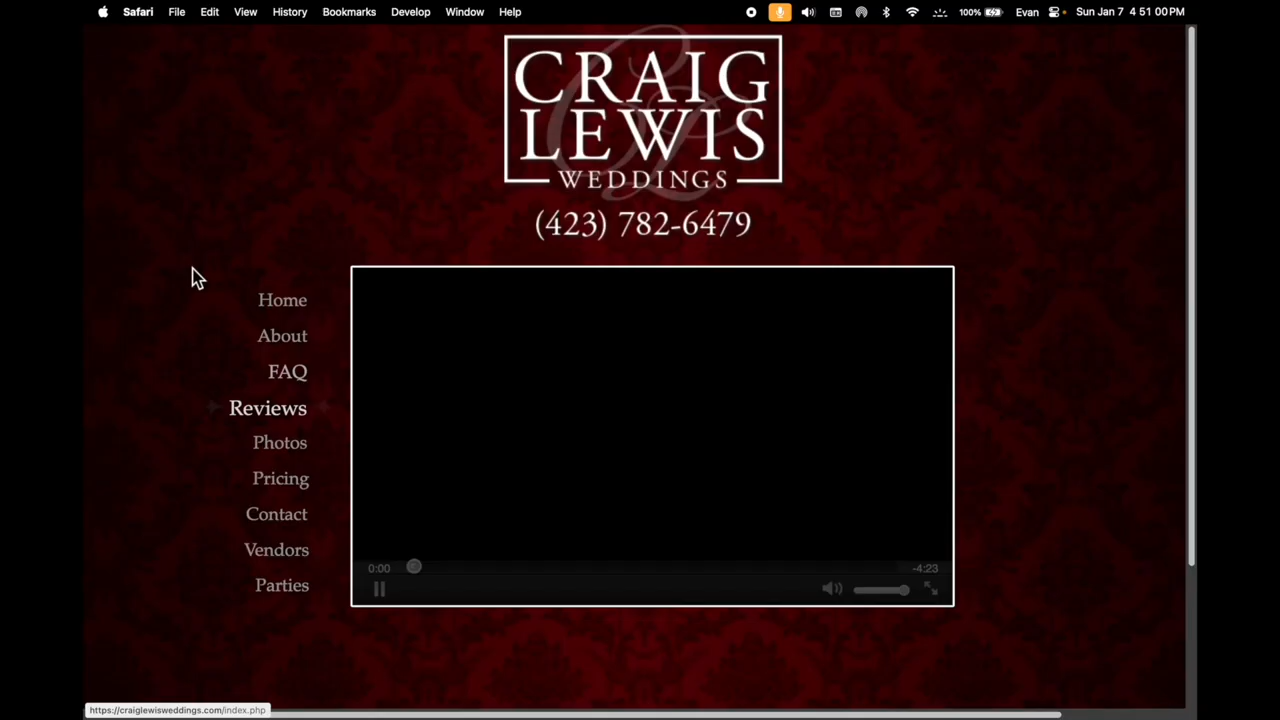 Safari File Edit View History Bookmarks Develop Window Help 100% Evan Sun Jan 7 4 51 00 PM
CRAIG
LEWIS
WEDDINGS
(423) 782-6479
Home
About
FAQ
Reviews
Photos
Pricing
Contact
Vendors
Parties
0:00 -4:23
https://craiglewisweddings.com/index.php